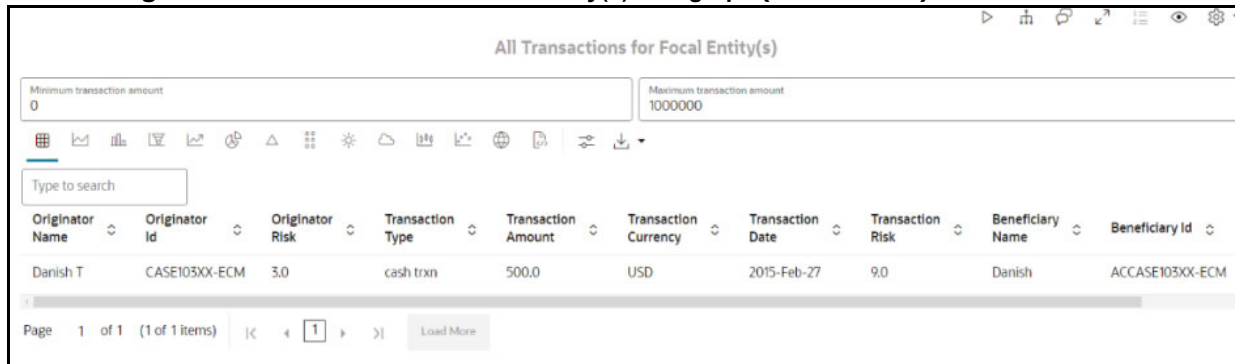 All Transactions for Focal Entity(s)
Minimum transaction amount
0
Maximum transaction amount
1000000
Type to search
Originator Name Originator Id Originator Risk Transaction Type Transaction Amount Transaction Currency Transaction Date Transaction Risk Beneficiary Name Beneficiary Id
Danish T CASE103XX-ECM 3.0 cash trxn 500.0 USD 2015-Feb-27 9.0 Danish ACCASE103XX-ECM
Page 1 of 1 (1 of 1 items) 1 Load More